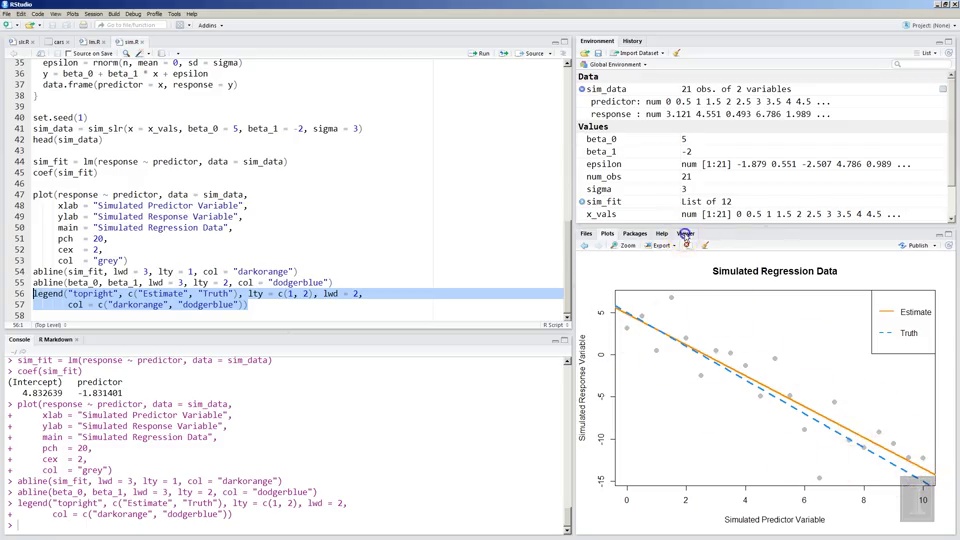 RStudio
File Edit Code View Plots Session Build Debug Profile Tools Help
Go to file/function
Addins
Project: (None)
slr.R
cars
lm.R
sim.R
Source on Save
Run
Source
35 epsilon = rnorm(n, mean = 0, sd = sigma)
36 y = beta_0 + beta_1 * x + epsilon
37 data.frame(predictor = x, response = y)
38 }
39
40 set.seed(1)
41 sim_data = sim_slr(x = x_vals, beta_0 = 5, beta_1 = -2, sigma = 3)
42 head(sim_data)
43
44 sim_fit = lm(response ~ predictor, data = sim_data)
45 coef(sim_fit)
46
47 plot(response ~ predictor, data = sim_data,
48 xlab = "Simulated Predictor Variable",
49 ylab = "Simulated Response Variable",
50 main = "Simulated Regression Data",
51 pch = 20,
52 cex = 2,
53 col = "grey")
54 abline(sim_fit, lwd = 3, lty = 1, col = "darkorange")
55 abline(beta_0, beta_1, lwd = 3, lty = 2, col = "dodgerblue")
56 legend("topright", c("Estimate", "Truth"), lty = c(1, 2), lwd = 2,
57 col = c("darkorange", "dodgerblue"))
58
56:1 (Top Level) R Script
Console R Markdown
~/
> sim_fit = lm(response ~ predictor, data = sim_data)
> coef(sim_fit)
(Intercept) predictor
4.832639 -1.831401
> plot(response ~ predictor, data = sim_data,
+ xlab = "Simulated Predictor Variable",
+ ylab = "Simulated Response Variable",
+ main = "Simulated Regression Data",
+ pch = 20,
+ cex = 2,
+ col = "grey")
> abline(sim_fit, lwd = 3, lty = 1, col = "darkorange")
> abline(beta_0, beta_1, lwd = 3, lty = 2, col = "dodgerblue")
> legend("topright", c("Estimate", "Truth"), lty = c(1, 2), lwd = 2,
+ col = c("darkorange", "dodgerblue"))
>
Environment History
Import Dataset
List
Global Environment
Data
sim_data 21 obs. of 2 variables
predictor: num 0 0.5 1 1.5 2 2.5 3 3.5 4 4.5 ...
response : num 3.121 4.551 0.493 6.786 1.989 ...
Values
beta_0 5
beta_1 -2
epsilon num [1:21] -1.879 0.551 -2.507 4.786 0.989 ...
num_obs 21
sigma 3
sim_fit List of 12
x_vals num [1:21] 0 0.5 1 1.5 2 2.5 3 3.5 4 4.5 ...
Files Plots Packages Help Viewer
Zoom Export Publish
Simulated Regression Data
Estimate
Truth
Simulated Response Variable
5
0
-5
-10
-15
0 2 4 6 8 10
Simulated Predictor Variable
I